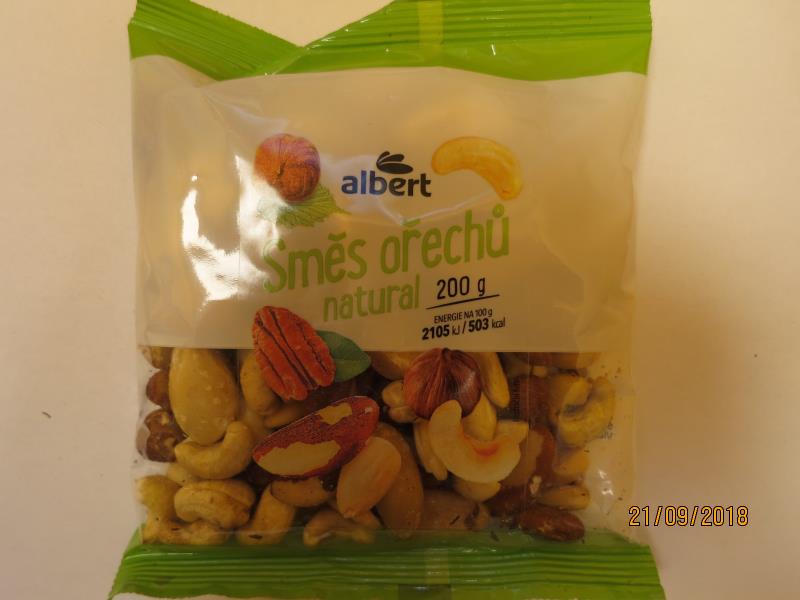 albert
Směs ořechů
natural
200 g
ENERGIE NA 100 g
2105 kJ / 503 kcal
21/09/2018